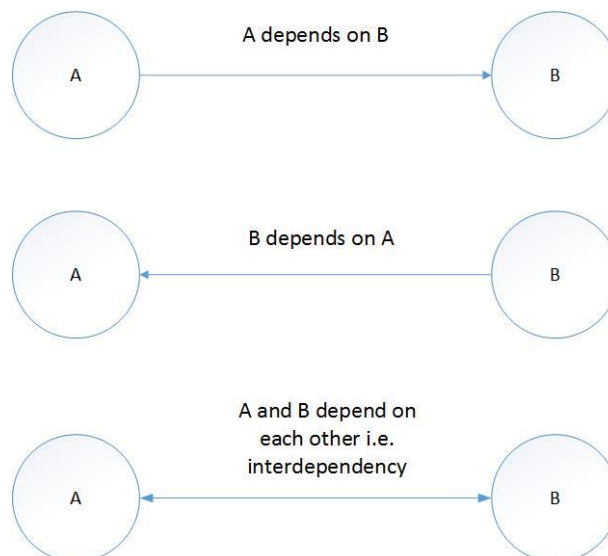 A depends on B
A
B
B depends on A
A
B
A and B depend on
each other i.e.
interdependency
A
B